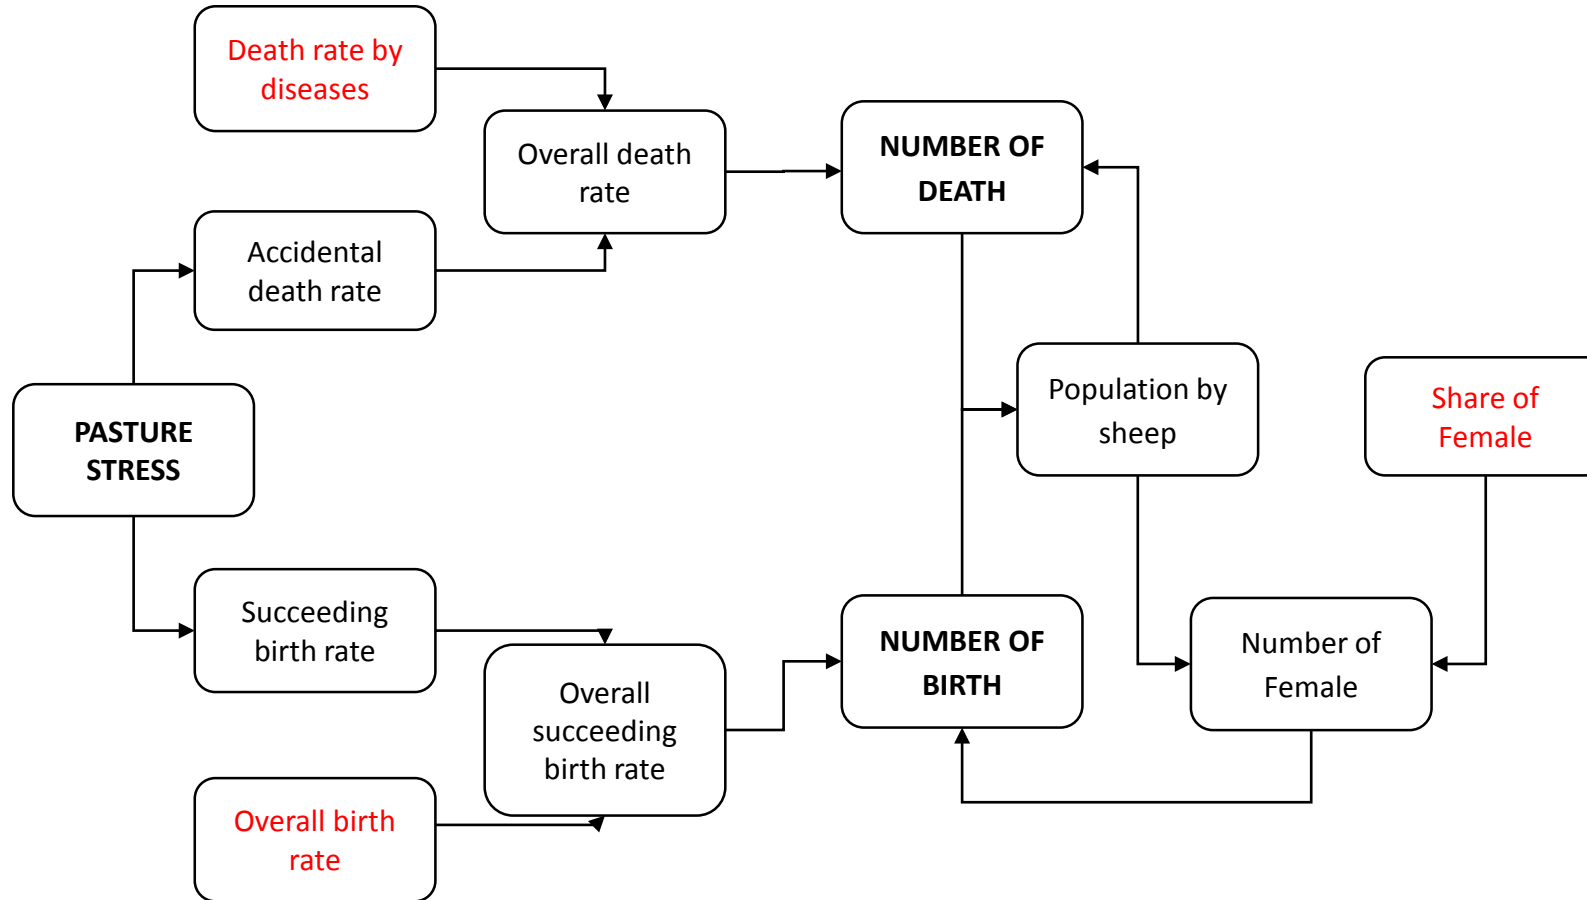 Death rate by
diseases
Overall death
rate
NUMBER OF
DEATH
Accidental
death rate
PASTURE
STRESS
Population by
sheep
Share of
Female
Succeeding
birth rate
Overall
succeeding
birth rate
NUMBER OF
BIRTH
Number of
Female
Overall birth
rate